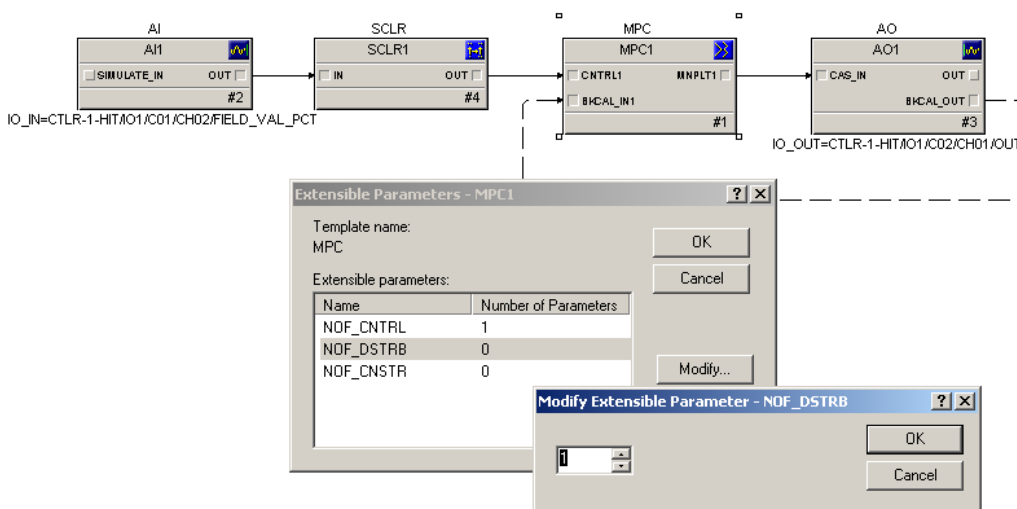 AI
SCLR
MPC
AO
AI1
SCLR1
MPC1
AO1
SIMULATE_IN OUT
IN OUT
CNTRL1 MNPLT1
CAS_IN OUT
BKCAL_IN1
BKCAL_OUT
#2
#4
#1
#3
IO_IN=CTLR-1-HIT/IO1/C01/CH02/FIELD_VAL_PCT
IO_OUT=CTLR-1-HIT/IO1/C02/CH01/OUT
Extensible Parameters - MPC1
Template name:
MPC
OK
Cancel
Extensible parameters:
Name Number of Parameters
NOF_CNTRL 1
NOF_DSTRB 0
NOF_CNSTR 0
Modify...
Modify Extensible Parameter - NOF_DSTRB
1
OK
Cancel